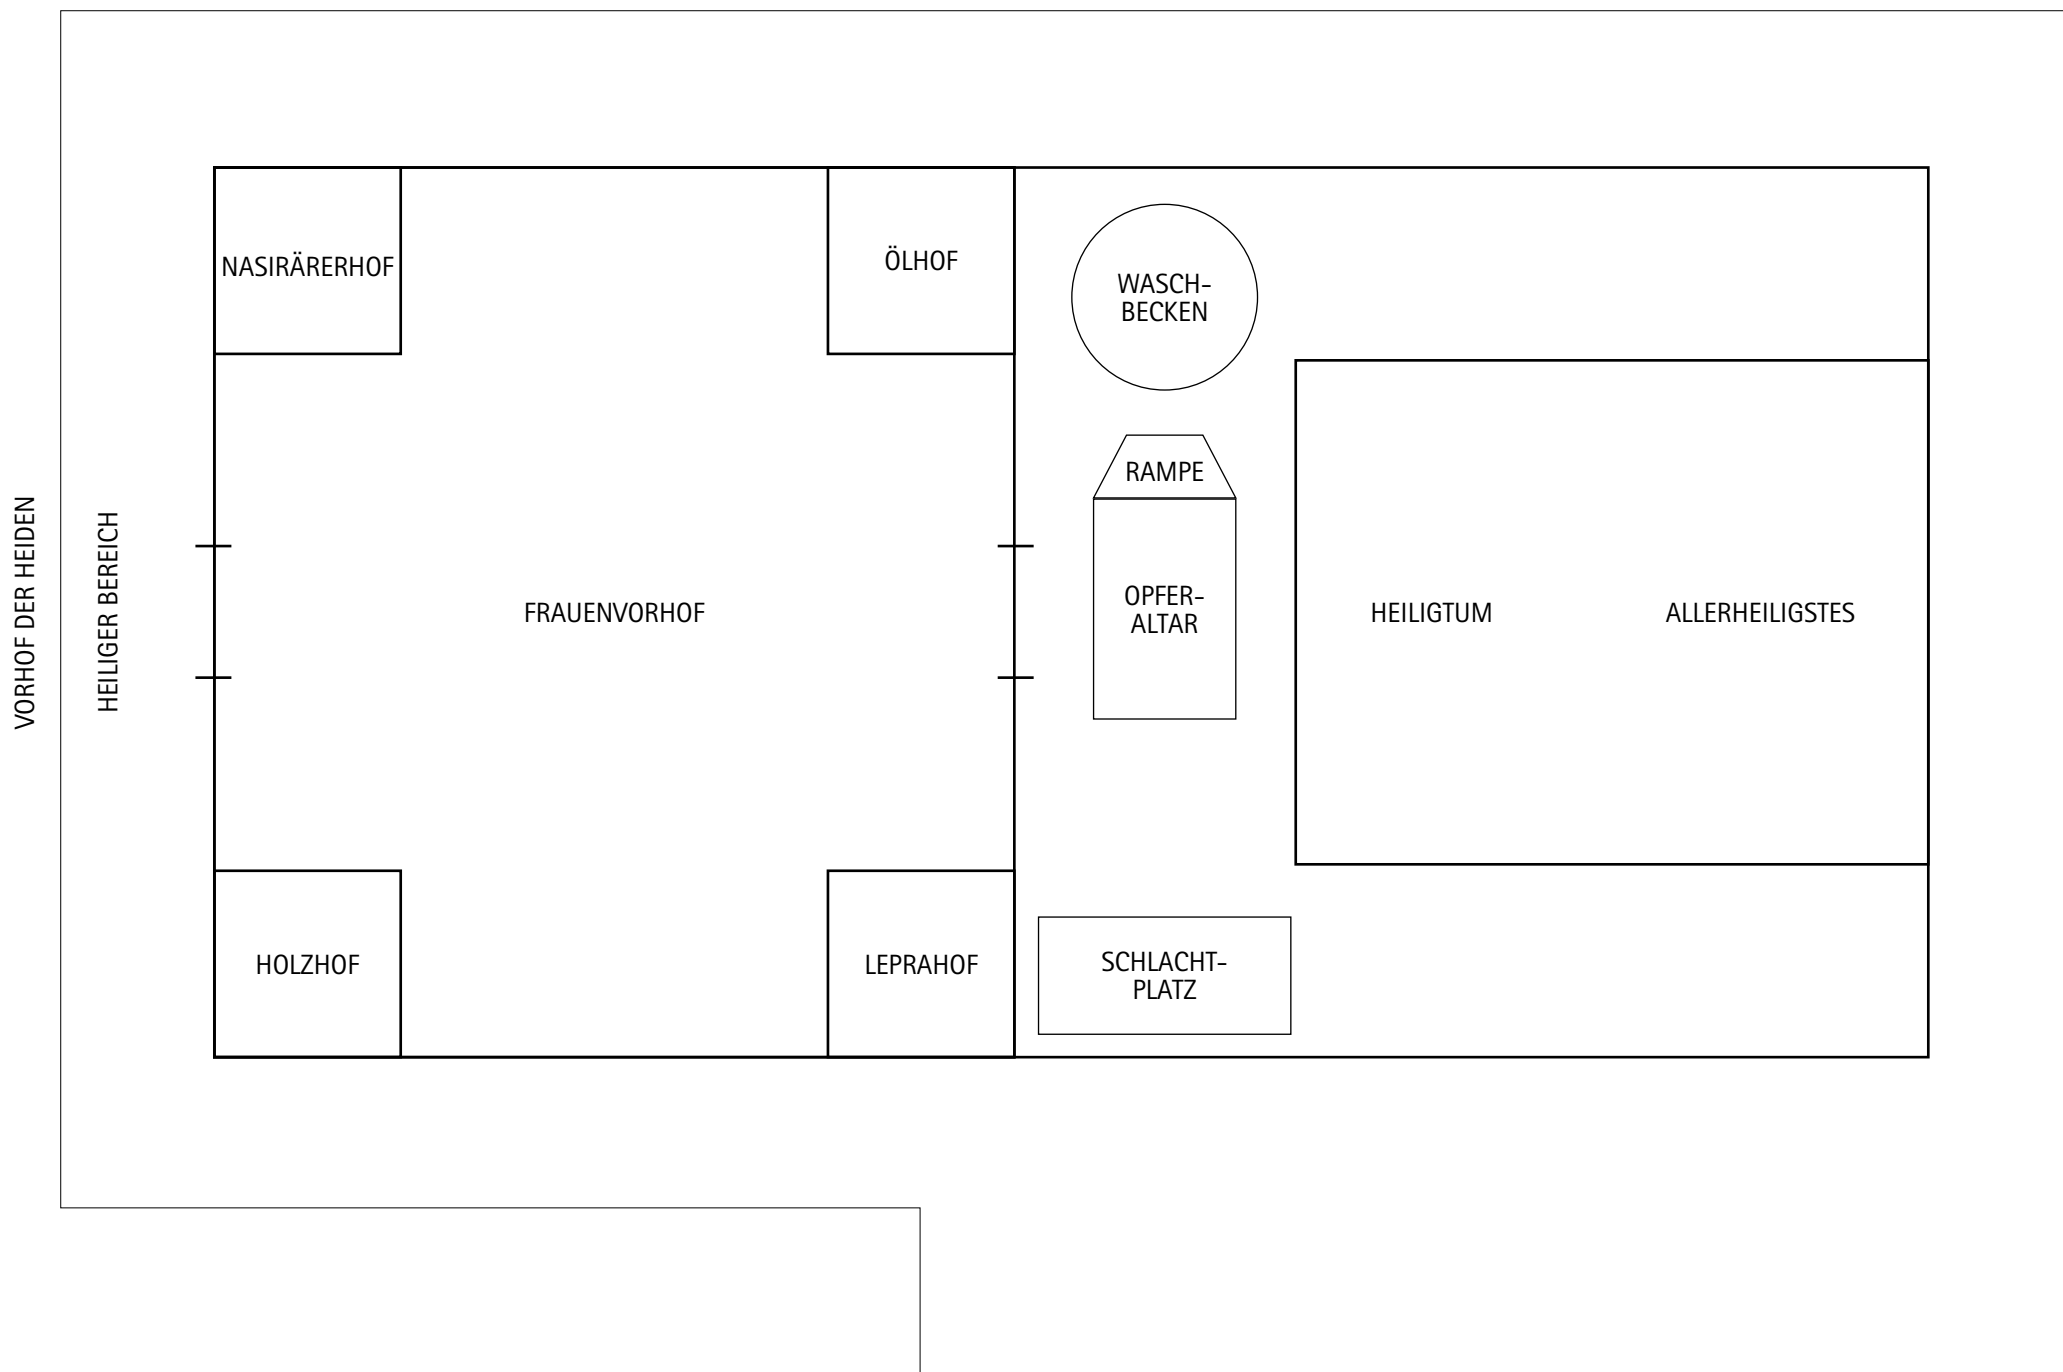 NASIRÄRERHOF
ÖLHOF
WASCH-
BECKEN
RAMPE
VORHOF DER HEIDEN
HEILIGER BEREICH
FRAUENVORHOF
OPFER-
ALTAR
HEILIGTUM
ALLERHEILIGSTES
HOLZHOF
LEPRAHOF
SCHLACHT-
PLATZ